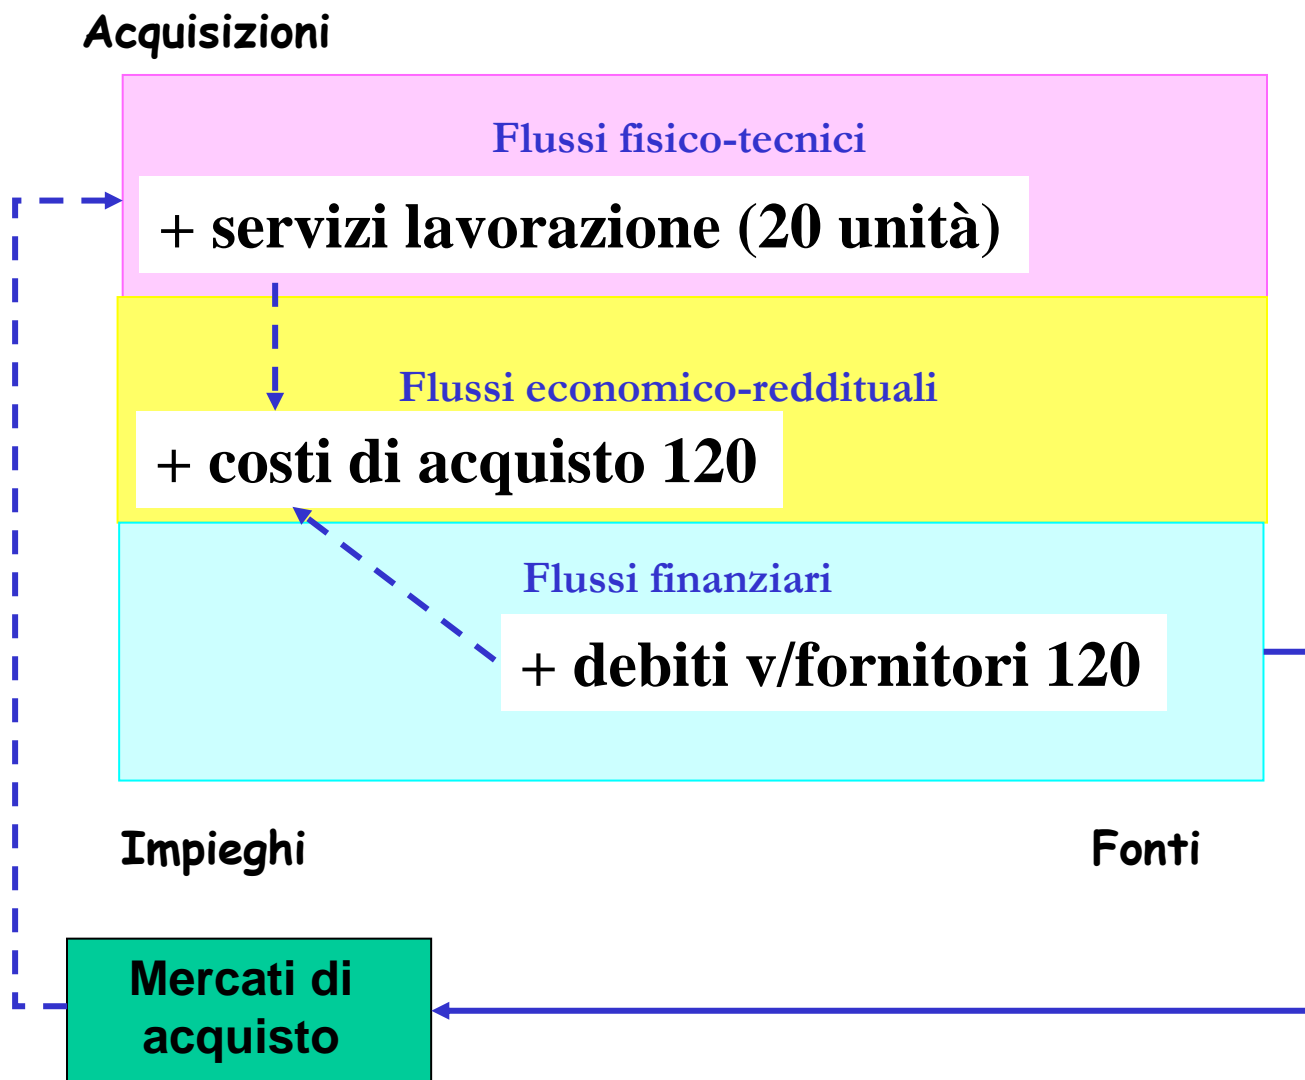 Acquisizioni
Flussi fisico-tecnici
+ servizi lavorazione (20 unità)
Flussi economico-reddituali
+ costi di acquisto 120
Flussi finanziari
+ debiti v/fornitori 120
Impieghi
Fonti
Mercati di
acquisto